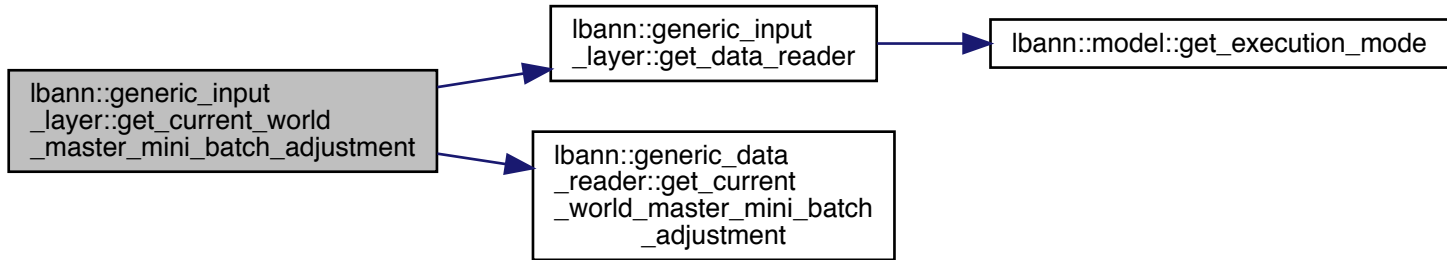 lbann::generic_input
_layer::get_current_world
_master_mini_batch_adjustment
lbann::generic_input
_layer::get_data_reader
lbann::model::get_execution_mode
lbann::generic_data
_reader::get_current
_world_master_mini_batch
_adjustment